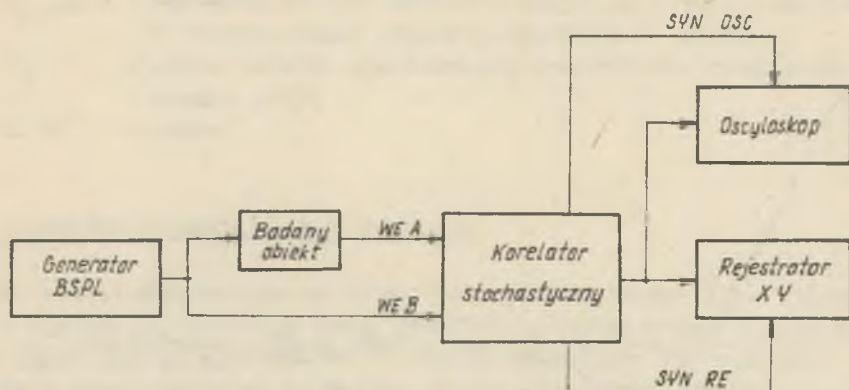 SYN OSC
Oscyloskop
Badany
obiekt
WE A
Generator
BSPL
Korelator
stochastyczny
Rejestrator
X Y
WE B
SYN RE